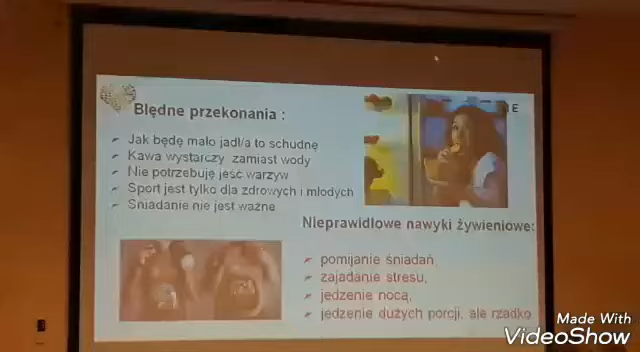 Błędne przekonania :
Jak będę mało jadł/a to schudnę
Kawa wystarczy zamiast wody
Nie potrzebuję jeść warzyw
Sport jest tylko dla zdrowych i młodych
Śniadanie nie jest ważne
Nieprawidłowe nawyki żywieniowe:
pomijanie śniadań,
zajadanie stresu,
jedzenie nocą,
jedzenie dużych porcji, ale rzadko
Made With
VideoShow